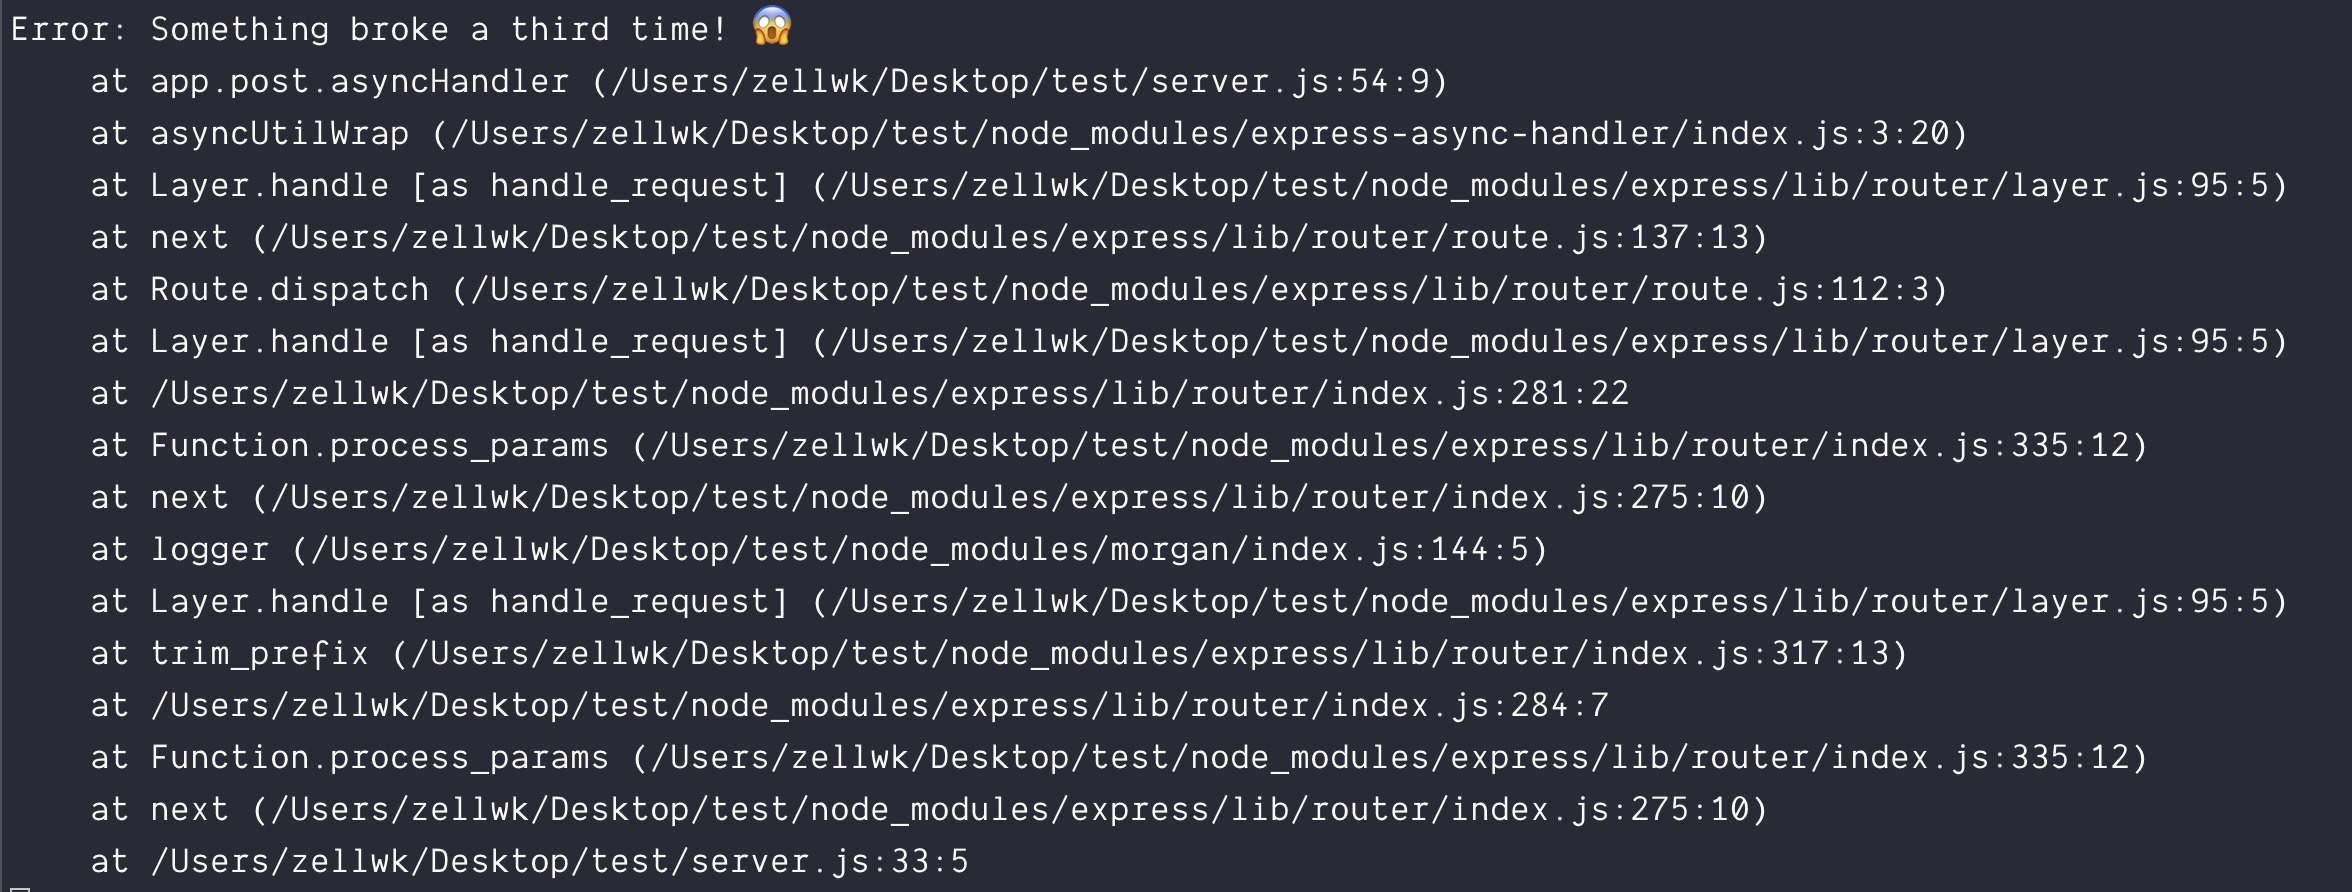 Error: Something broke a third time! 😱
    at app.post.asyncHandler (/Users/zellwk/Desktop/test/server.js:54:9)
    at asyncUtilWrap (/Users/zellwk/Desktop/test/node_modules/express-async-handler/index.js:3:20)
    at Layer.handle [as handle_request] (/Users/zellwk/Desktop/test/node_modules/express/lib/router/layer.js:95:5)
    at next (/Users/zellwk/Desktop/test/node_modules/express/lib/router/route.js:137:13)
    at Route.dispatch (/Users/zellwk/Desktop/test/node_modules/express/lib/router/route.js:112:3)
    at Layer.handle [as handle_request] (/Users/zellwk/Desktop/test/node_modules/express/lib/router/layer.js:95:5)
    at /Users/zellwk/Desktop/test/node_modules/express/lib/router/index.js:281:22
    at Function.process_params (/Users/zellwk/Desktop/test/node_modules/express/lib/router/index.js:335:12)
    at next (/Users/zellwk/Desktop/test/node_modules/express/lib/router/index.js:275:10)
    at logger (/Users/zellwk/Desktop/test/node_modules/morgan/index.js:144:5)
    at Layer.handle [as handle_request] (/Users/zellwk/Desktop/test/node_modules/express/lib/router/layer.js:95:5)
    at trim_prefix (/Users/zellwk/Desktop/test/node_modules/express/lib/router/index.js:317:13)
    at /Users/zellwk/Desktop/test/node_modules/express/lib/router/index.js:284:7
    at Function.process_params (/Users/zellwk/Desktop/test/node_modules/express/lib/router/index.js:335:12)
    at next (/Users/zellwk/Desktop/test/node_modules/express/lib/router/index.js:275:10)
    at /Users/zellwk/Desktop/test/server.js:33:5